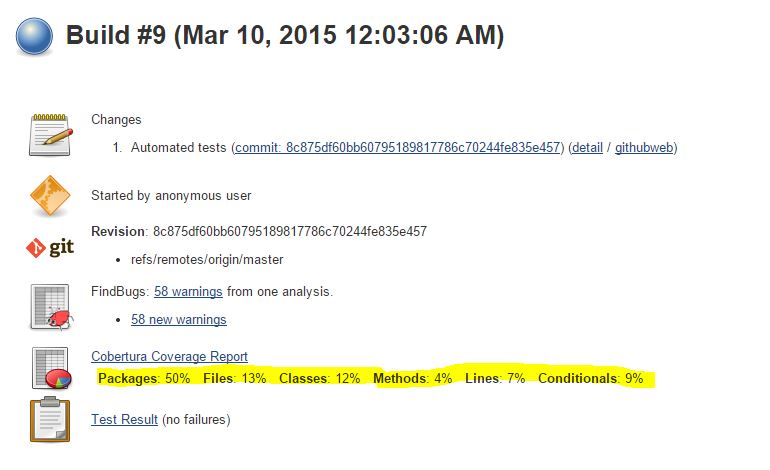 Build #9 (Mar 10, 2015 12:03:06 AM)
Changes
1. Automated tests (commit: 8c875df60bb60795189817786c70244fe835e457) (detail / githubweb)
Started by anonymous user
Revision: 8c875df60bb60795189817786c70244fe835e457
git
• refs/remotes/origin/master
FindBugs: 58 warnings from one analysis.
• 58 new warnings
Cobertura Coverage Report
Packages: 50% Files: 13% Classes: 12% Methods: 4% Lines: 7% Conditionals: 9%
Test Result (no failures)